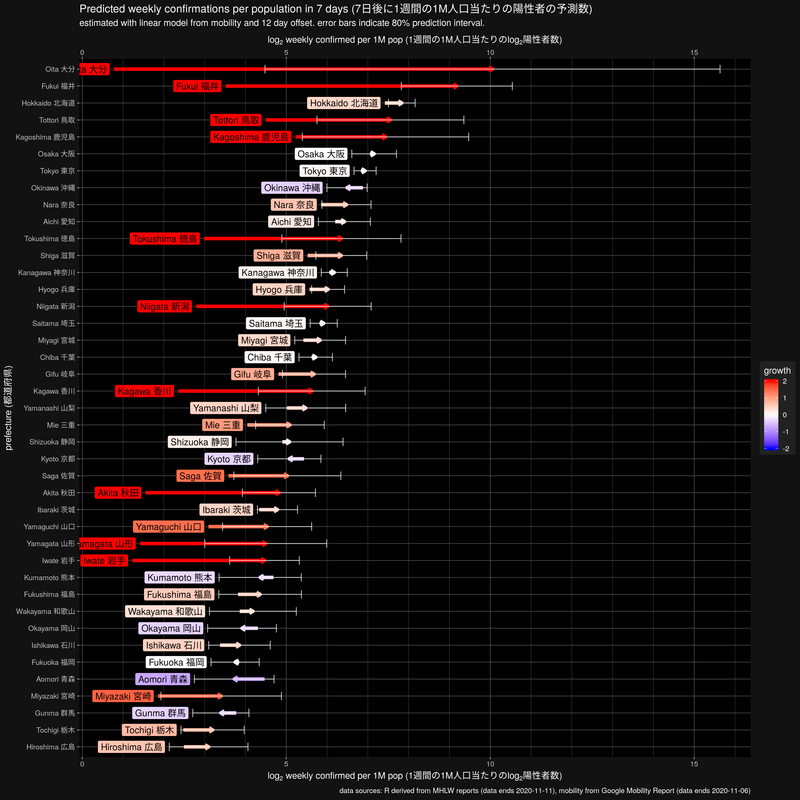 Predicted weekly confirmations per population in 7 days (7日後に1週間の1M人口当たりの陽性者の予測数)
estimated with linear model from mobility and 12 day offset. error bars indicate 80% prediction interval.
log2 weekly confirmed per 1M pop (1週間の1M人口当たりのlog2陽性者数)
0 5 10 15
Oita 大分 a 大分
Fukui 福井 Fukui 福井
Hokkaido 北海道 Hokkaido 北海道
Tottori 鳥取 Tottori 鳥取
Kagoshima 鹿児島 Kagoshima 鹿児島
Osaka 大阪 Osaka 大阪
Tokyo 東京 Tokyo 東京
Okinawa 沖縄 Okinawa 沖縄
Nara 奈良 Nara 奈良
Aichi 愛知 Aichi 愛知
Tokushima 徳島 Tokushima 徳島
Shiga 滋賀 Shiga 滋賀
Kanagawa 神奈川 Kanagawa 神奈川
Hyogo 兵庫 Hyogo 兵庫
Niigata 新潟 Niigata 新潟
Saitama 埼玉 Saitama 埼玉
Miyagi 宮城 Miyagi 宮城
Chiba 千葉 Chiba 千葉
Gifu 岐阜 Gifu 岐阜
Kagawa 香川 Kagawa 香川
Yamanashi 山梨 Yamanashi 山梨
Mie 三重 Mie 三重
Shizuoka 静岡 Shizuoka 静岡
Kyoto 京都 Kyoto 京都
Saga 佐賀 Saga 佐賀
Akita 秋田 Akita 秋田
Ibaraki 茨城 Ibaraki 茨城
Yamaguchi 山口 Yamaguchi 山口
Yamagata 山形 magata 山形
Iwate 岩手 Iwate 岩手
Kumamoto 熊本 Kumamoto 熊本
Fukushima 福島 Fukushima 福島
Wakayama 和歌山 Wakayama 和歌山
Okayama 岡山 Okayama 岡山
Ishikawa 石川 Ishikawa 石川
Fukuoka 福岡 Fukuoka 福岡
Aomori 青森 Aomori 青森
Miyazaki 宮崎 Miyazaki 宮崎
Gunma 群馬 Gunma 群馬
Tochigi 栃木 Tochigi 栃木
Hiroshima 広島 Hiroshima 広島
prefecture (都道府県)
growth
2
1
0
-1
-2
0 5 10 15
log2 weekly confirmed per 1M pop (1週間の1M人口当たりのlog2陽性者数)
data sources: R derived from MHLW reports (data ends 2020-11-11), mobility from Google Mobility Report (data ends 2020-11-06)